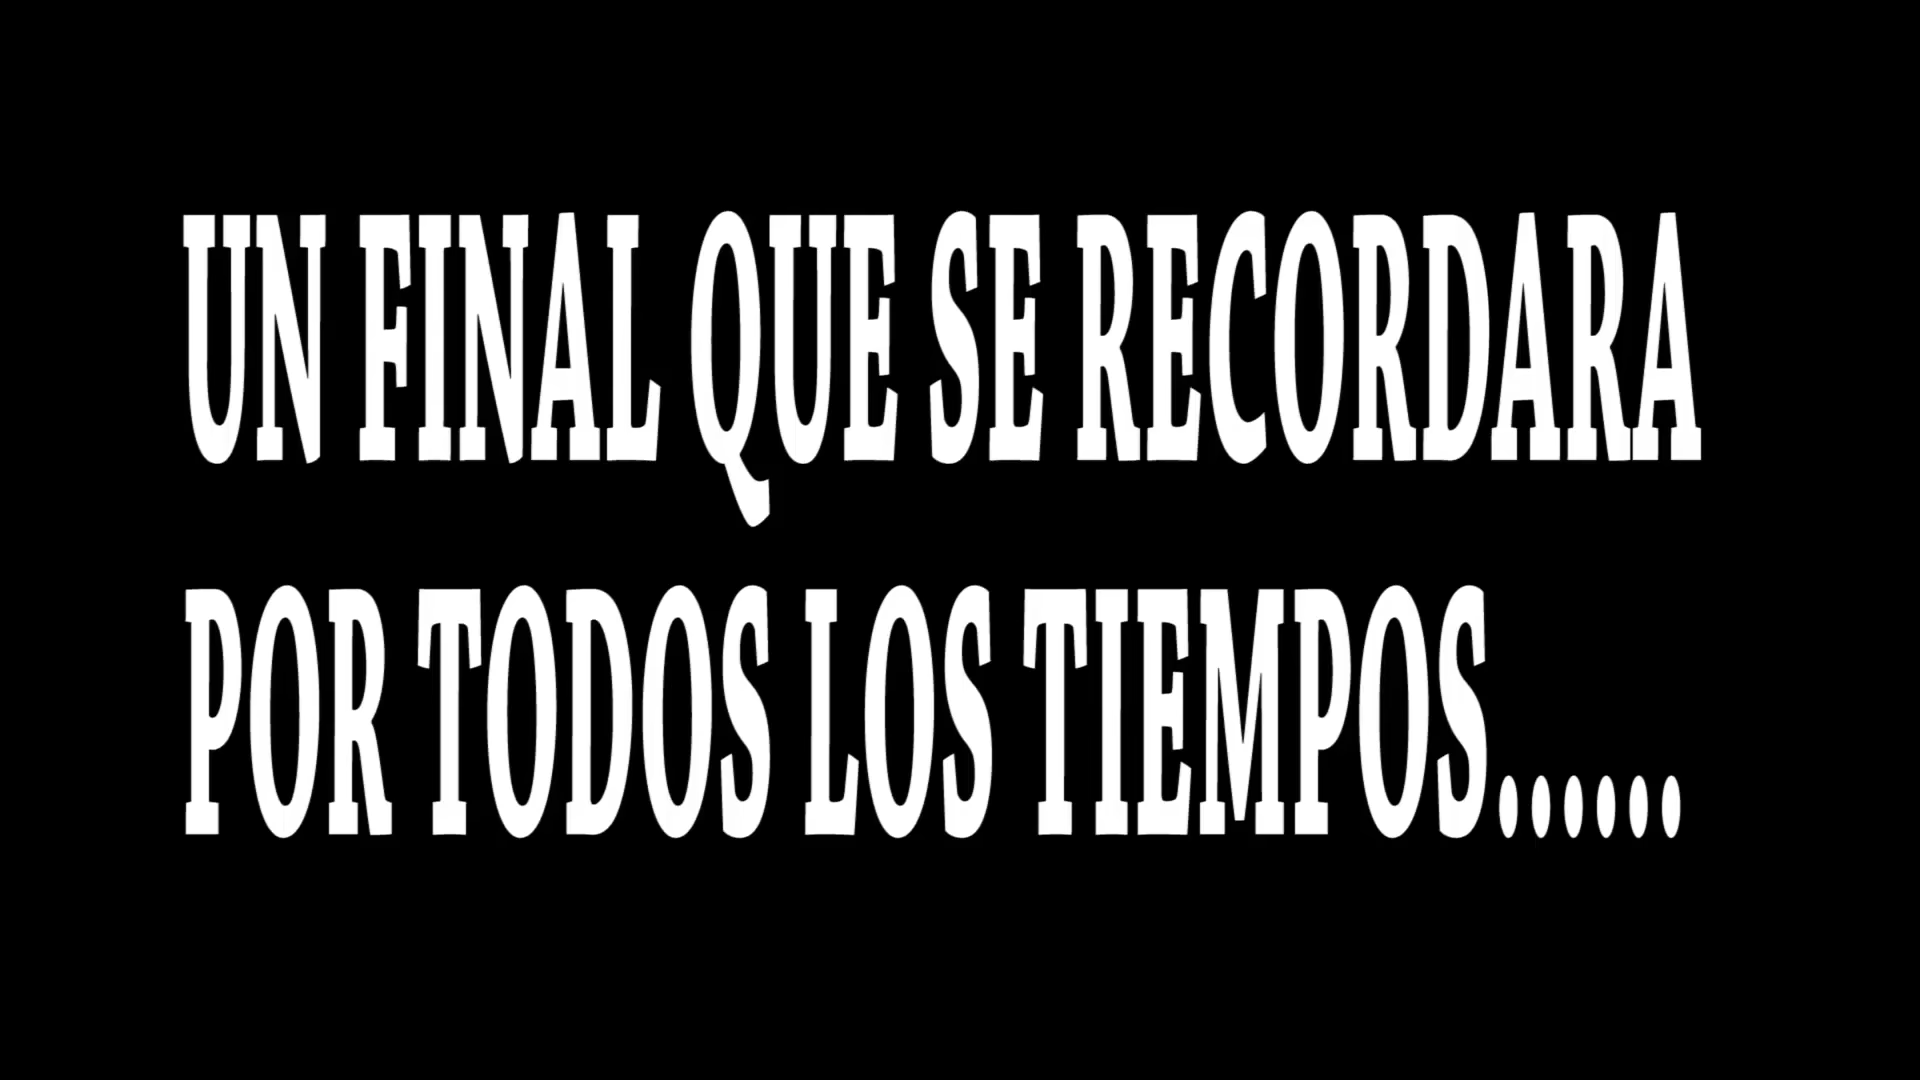 UN FINAL QUE SE RECORDARA
POR TODOS LOS TIEMPOS......